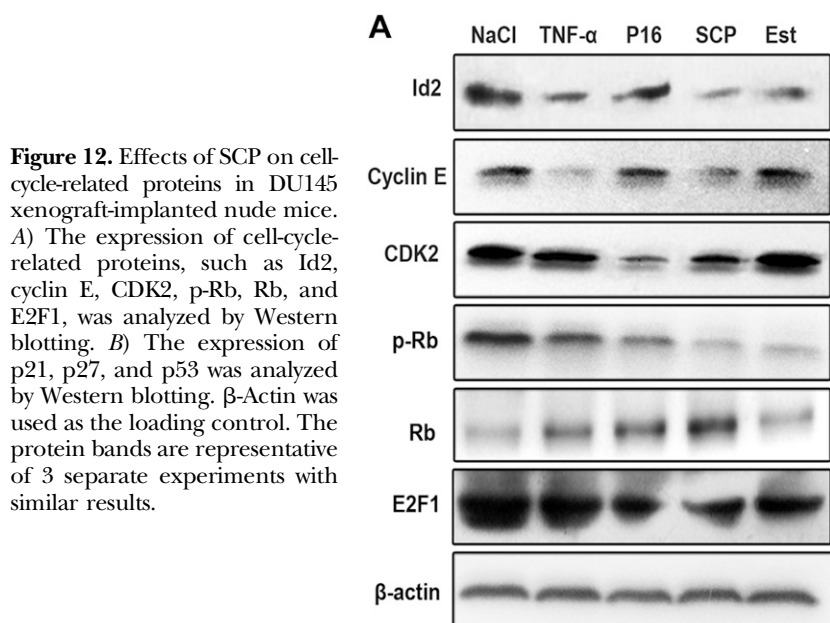 Figure 12. Effects of SCP on cell-
cycle-related proteins in DU145
xenograft-implanted nude mice.
A) The expression of cell-cycle-
related proteins, such as Id2,
cyclin E, CDK2, p-Rb, Rb, and
E2F1, was analyzed by Western
blotting. B) The expression of
p21, p27, and p53 was analyzed
by Western blotting. β-Actin was
used as the loading control. The
protein bands are representative
of 3 separate experiments with
similar results.
A
NaCl TNF-α P16 SCP Est
Id2
Cyclin E
CDK2
p-Rb
Rb
E2F1
β-actin